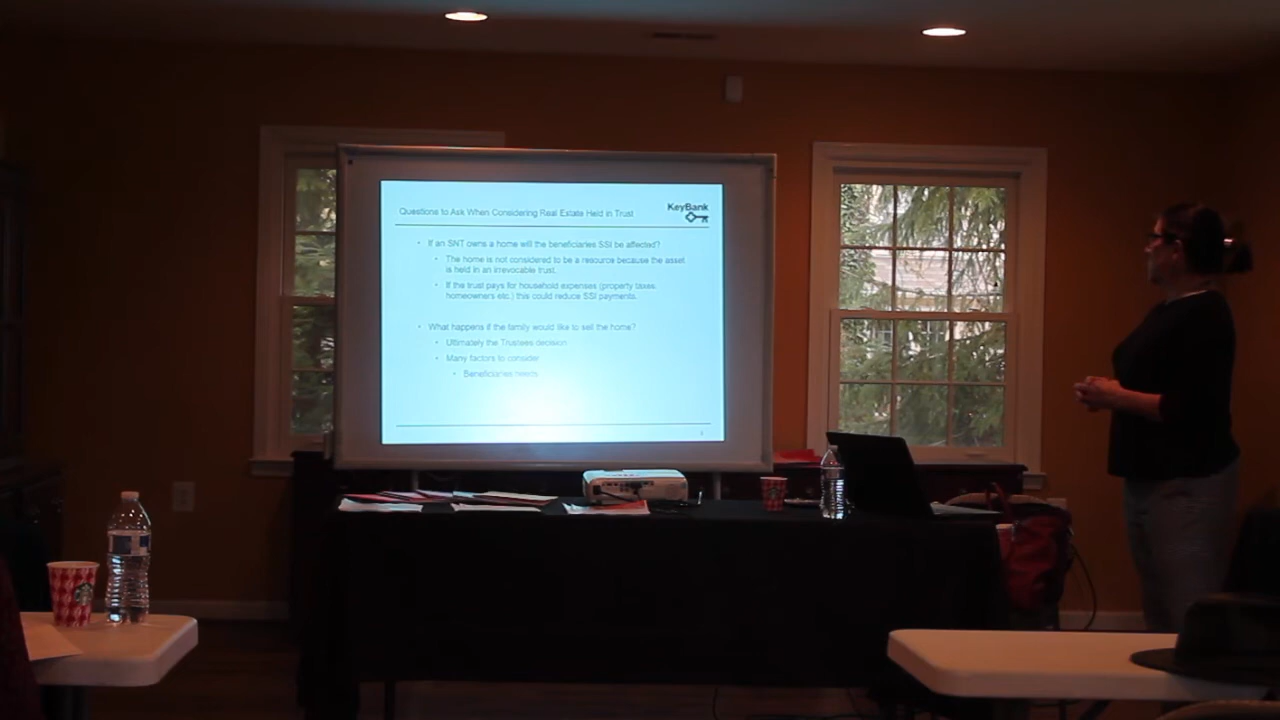 Questions to Ask When Considering Real Estate Held in Trust
KeyBank
• If an SNT owns a home will the beneficiaries SSI be affected?
• The home is not considered to be a resource because the asset
is held in an irrevocable trust.
• If the trust pays for household expenses (property taxes,
homeowners etc.) this could reduce SSI payments.
• What happens if the family would like to sell the home?
• Ultimately the Trustees decision
• Many factors to consider
• Beneficiaries needs